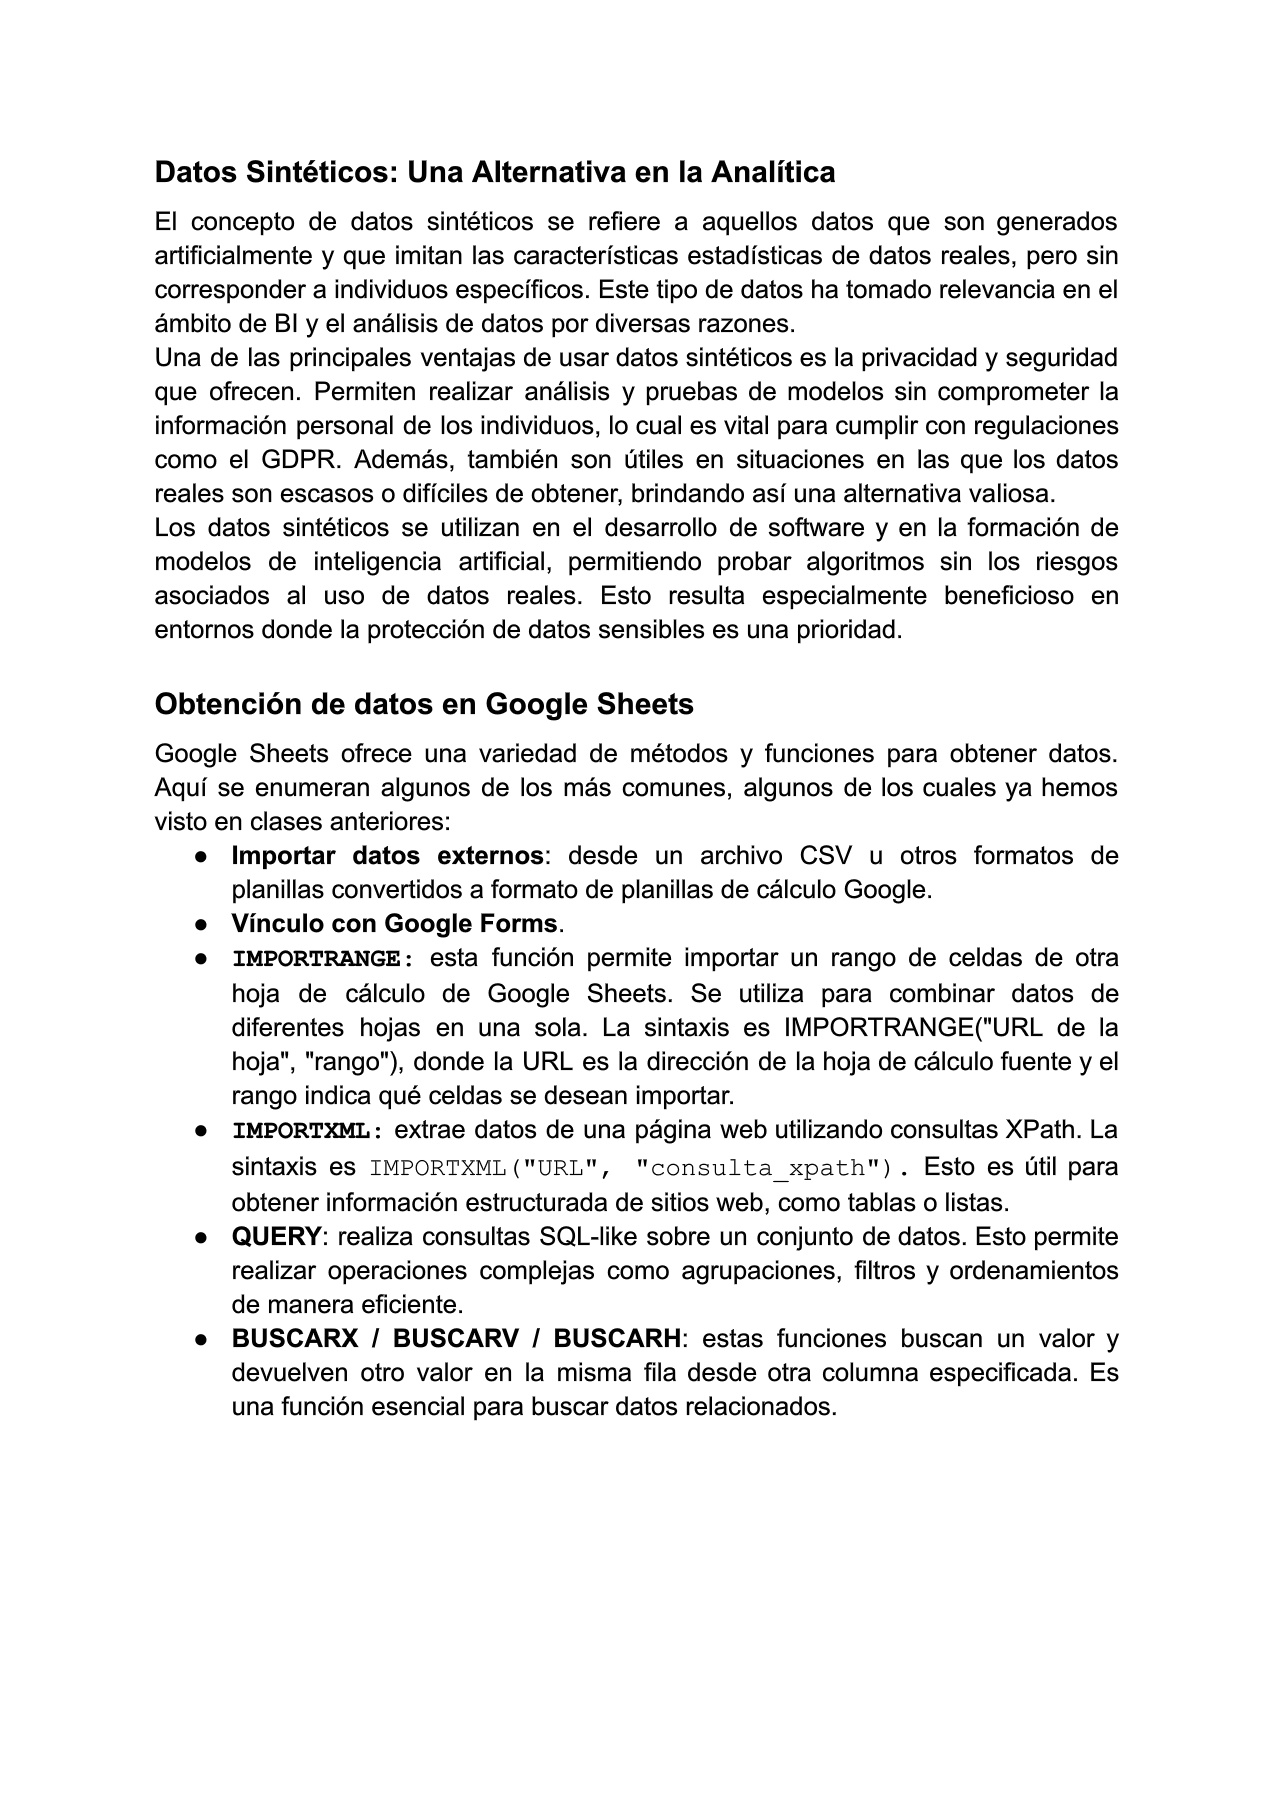 Datos Sintéticos: Una Alternativa en la Analítica
El concepto de datos sintéticos se refiere a aquellos datos que son generados
artificialmente y que imitan las características estadísticas de datos reales, pero sin
corresponder a individuos específicos. Este tipo de datos ha tomado relevancia en el
ámbito de BI y el análisis de datos por diversas razones.
Una de las principales ventajas de usar datos sintéticos es la privacidad y seguridad
que ofrecen. Permiten realizar análisis y pruebas de modelos sin comprometer la
información personal de los individuos, lo cual es vital para cumplir con regulaciones
como el GDPR. Además, también son útiles en situaciones en las que los datos
reales son escasos o difíciles de obtener, brindando así una alternativa valiosa.
Los datos sintéticos se utilizan en el desarrollo de software y en la formación de
modelos de inteligencia artificial, permitiendo probar algoritmos sin los riesgos
asociados al uso de datos reales. Esto resulta especialmente beneficioso en
entornos donde la protección de datos sensibles es una prioridad.
Obtención de datos en Google Sheets
Google Sheets ofrece una variedad de métodos y funciones para obtener datos.
Aquí se enumeran algunos de los más comunes, algunos de los cuales ya hemos
visto en clases anteriores:
● Importar datos externos: desde un archivo CSV u otros formatos de
planillas convertidos a formato de planillas de cálculo Google.
● Vínculo con Google Forms.
● IMPORTRANGE: esta función permite importar un rango de celdas de otra
hoja de cálculo de Google Sheets. Se utiliza para combinar datos de
diferentes hojas en una sola. La sintaxis es IMPORTRANGE("URL de la
hoja", "rango"), donde la URL es la dirección de la hoja de cálculo fuente y el
rango indica qué celdas se desean importar.
● IMPORTXML: extrae datos de una página web utilizando consultas XPath. La
sintaxis es IMPORTXML("URL", "consulta_xpath"). Esto es útil para
obtener información estructurada de sitios web, como tablas o listas.
● QUERY: realiza consultas SQL-like sobre un conjunto de datos. Esto permite
realizar operaciones complejas como agrupaciones, filtros y ordenamientos
de manera eficiente.
● BUSCARX / BUSCARV / BUSCARH: estas funciones buscan un valor y
devuelven otro valor en la misma fila desde otra columna especificada. Es
una función esencial para buscar datos relacionados.